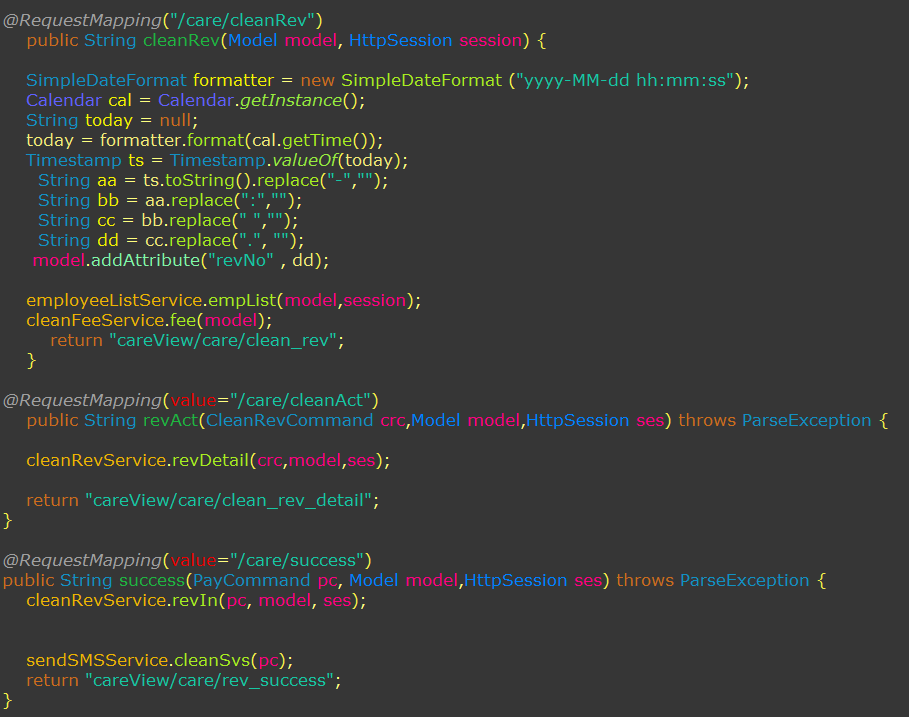 @RequestMapping("/care/cleanRev")
public String cleanRev(Model model, HttpSession session) {
SimpleDateFormat formatter = new SimpleDateFormat ("yyyy-MM-dd hh:mm:ss");
Calendar cal = Calendar.getInstance();
String today = null;
today = formatter.format(cal.getTime());
Timestamp ts = Timestamp.valueOf(today);
String aa = ts.toString().replace("-","");
String bb = aa.replace(":","");
String cc = bb.replace(" ","");
String dd = cc.replace(".", "");
model.addAttribute("revNo" , dd);
employeeListService.empList(model,session);
cleanFeeService.fee(model);
return "careView/care/clean_rev";
}
@RequestMapping(value="/care/cleanAct")
public String revAct(CleanRevCommand crc,Model model,HttpSession ses) throws ParseException {
cleanRevService.revDetail(crc,model,ses);
return "careView/care/clean_rev_detail";
}
@RequestMapping(value="/care/success")
public String success(PayCommand pc, Model model,HttpSession ses) throws ParseException {
cleanRevService.revIn(pc, model, ses);
sendSMSService.cleanSvs(pc);
return "careView/care/rev_success";
}